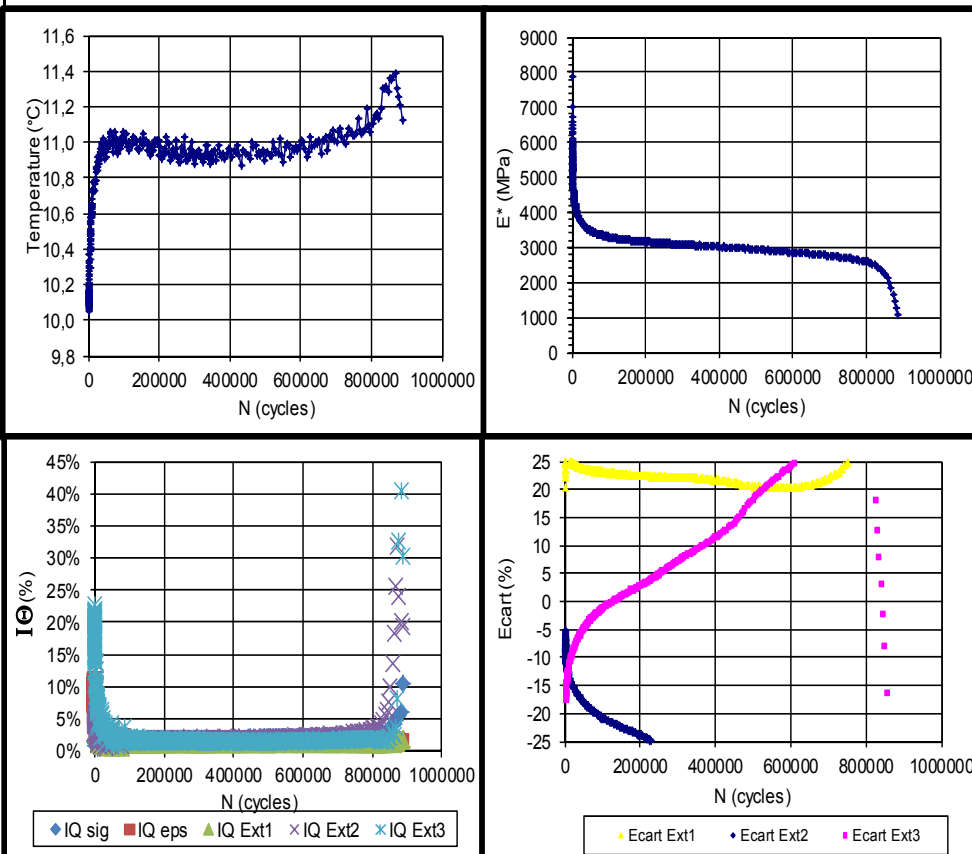 11,6
11,4
11,2
11,0
10,8
10,6
10,4
10,2
10,0
9,8
Temperature (°C)
0 200000 400000 600000 800000 1000000
N (cycles)
9000
8000
7000
6000
5000
4000
3000
2000
1000
0
E* (MPa)
0 200000 400000 600000 800000 1000000
N (cycles)
45%
40%
35%
30%
25%
20%
15%
10%
5%
0%
IΘ (%)
0 200000 400000 600000 800000 1000000
N (cycles)
IQ sig IQ eps IQ Ext1 IQ Ext2 IQ Ext3
25
20
15
10
5
0
-5
-10
-15
-20
-25
Ecart (%)
0 200000 400000 600000 800000 1000000
N (cycles)
Ecart Ext1 Ecart Ext2 Ecart Ext3